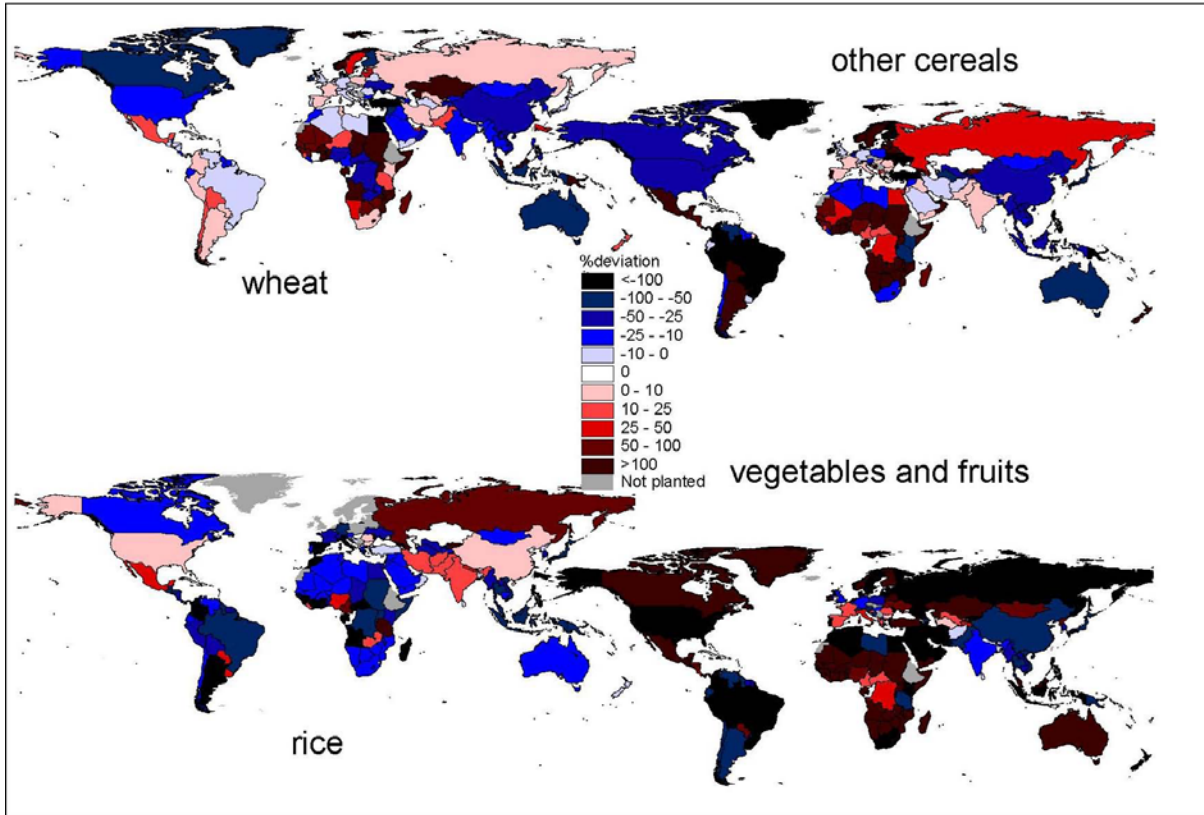 other cereals
wheat
%deviation
<-100
-100 - -50
-50 - -25
-25 - -10
-10 - 0
0
0 - 10
10 - 25
25 - 50
50 - 100
>100
Not planted
vegetables and fruits
rice